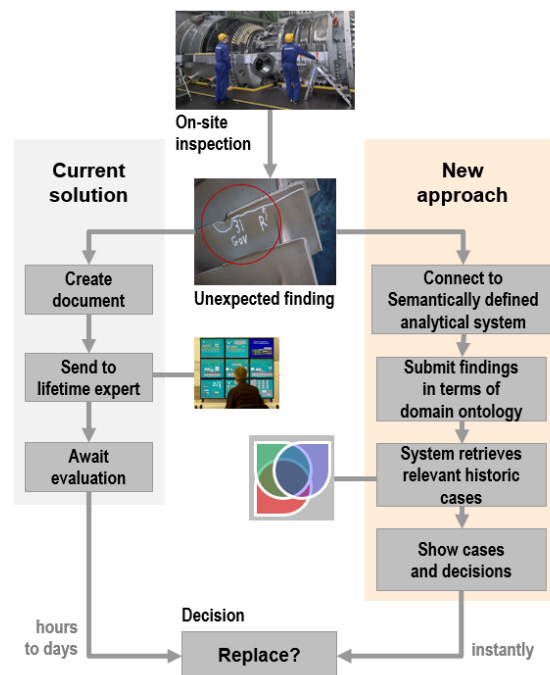 On-site
inspection
Current
solution
New
approach
31
Gov
R
Unexpected finding
Create
document
Connect to
Semantically defined
analytical system
Send to
lifetime expert
Submit findings
in terms of
domain ontology
Await
evaluation
System retrieves
relevant historic
cases
Show cases
and decisions
Decision
hours
to days
Replace?
instantly